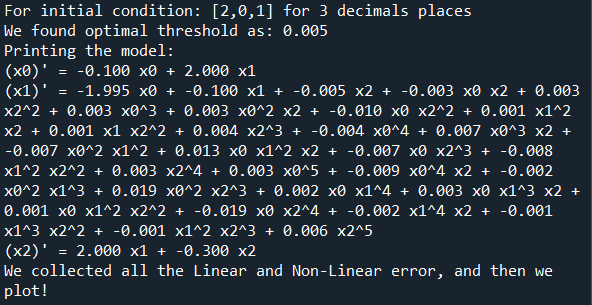 For initial condition: [2,0,1] for 3 decimals places
We found optimal threshold as: 0.005
Printing the model:
(x0)' = -0.100 x0 + 2.000 x1
(x1)' = -1.995 x0 + -0.100 x1 + -0.005 x2 + -0.003 x0 x2 + 0.003
x2^2 + 0.003 x0^3 + 0.003 x0^2 x2 + -0.010 x0 x2^2 + 0.001 x1^2
x2 + 0.001 x1 x2^2 + 0.004 x2^3 + -0.004 x0^4 + 0.007 x0^3 x2 +
-0.007 x0^2 x1^2 + 0.013 x0 x1^2 x2 + -0.007 x0 x2^3 + -0.008
x1^2 x2^2 + 0.003 x2^4 + 0.003 x0^5 + -0.009 x0^4 x2 + -0.002
x0^2 x1^3 + 0.019 x0^2 x2^3 + 0.002 x0 x1^4 + 0.003 x0 x1^3 x2 +
0.001 x0 x1^2 x2^2 + -0.019 x0 x2^4 + -0.002 x1^4 x2 + -0.001
x1^3 x2^2 + -0.001 x1^2 x2^3 + 0.006 x2^5
(x2)' = 2.000 x1 + -0.300 x2
We collected all the Linear and Non-Linear error, and then we
plot!